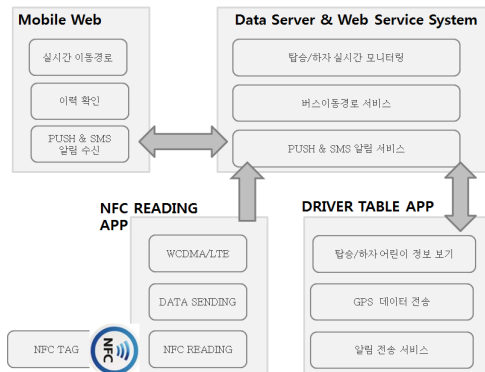 Mobile Web
실시간 이동경로
이력 확인
PUSH & SMS
알림 수신
Data Server & Web Service System
탑승/하자 실시간 모니터링
버스이동경로 서비스
PUSH & SMS 알림 서비스
NFC READING
APP
WCDMA/LTE
DATA SENDING
NFC READING
NFC TAG
NFC
DRIVER TABLE APP
탑승/하자 어린이 정보 보기
GPS 데이터 전송
알림 전송 서비스